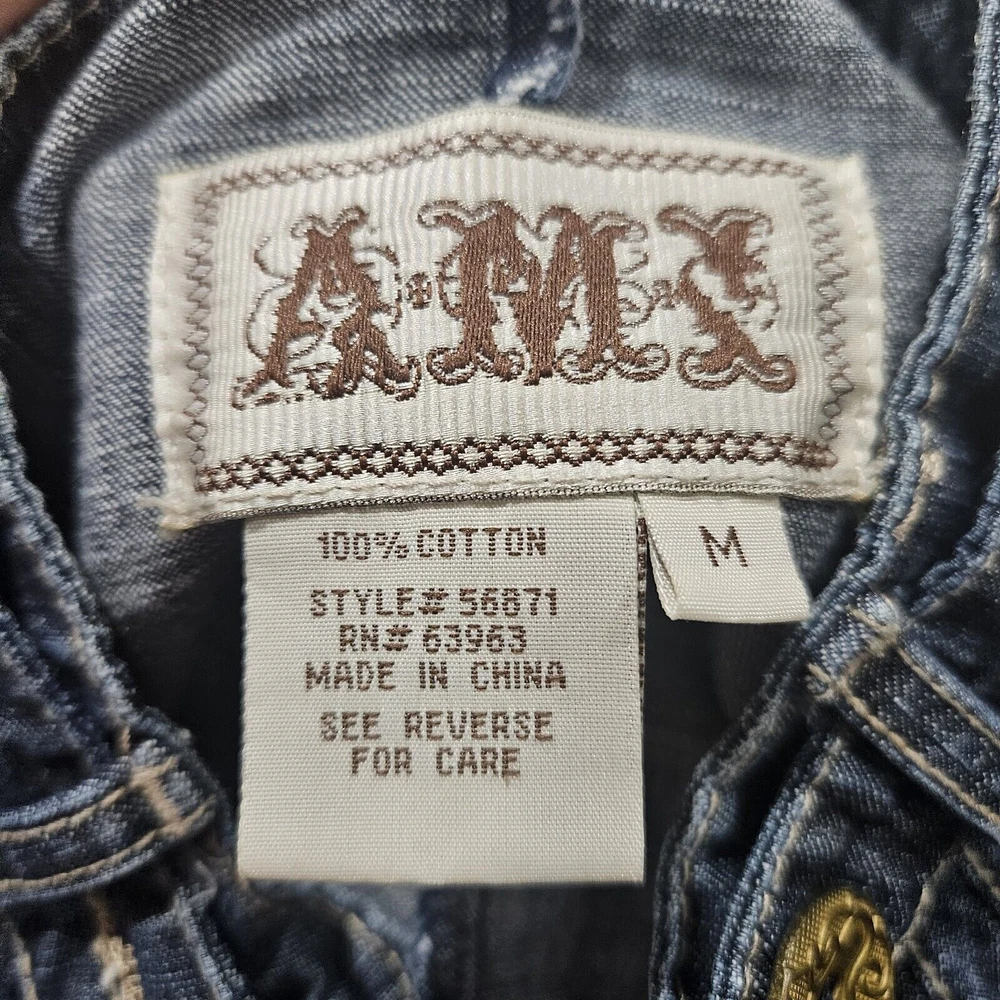 A·M·I
100% COTTON
M
STYLE# 56871
RN# 63963
MADE IN CHINA
SEE REVERSE
FOR CARE